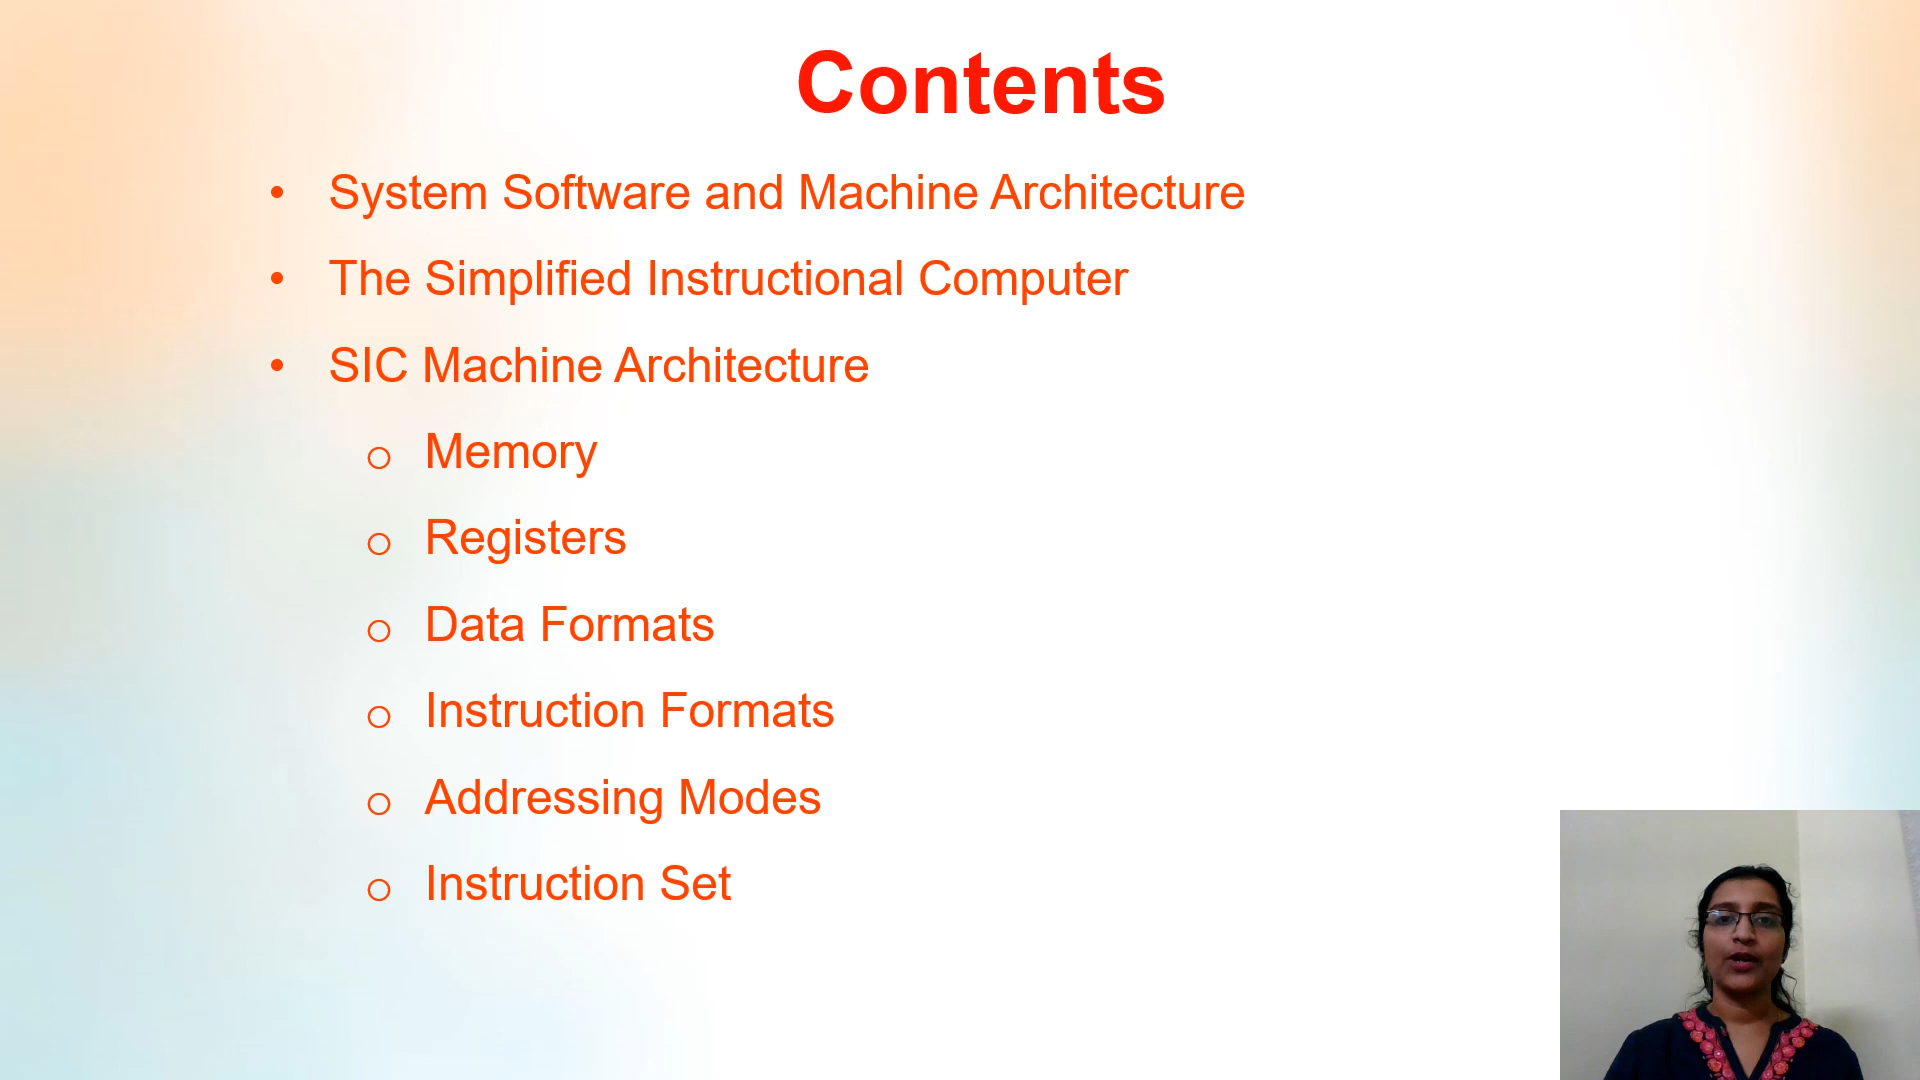 Contents
• System Software and Machine Architecture
• The Simplified Instructional Computer
• SIC Machine Architecture
o Memory
o Registers
o Data Formats
o Instruction Formats
o Addressing Modes
o Instruction Set